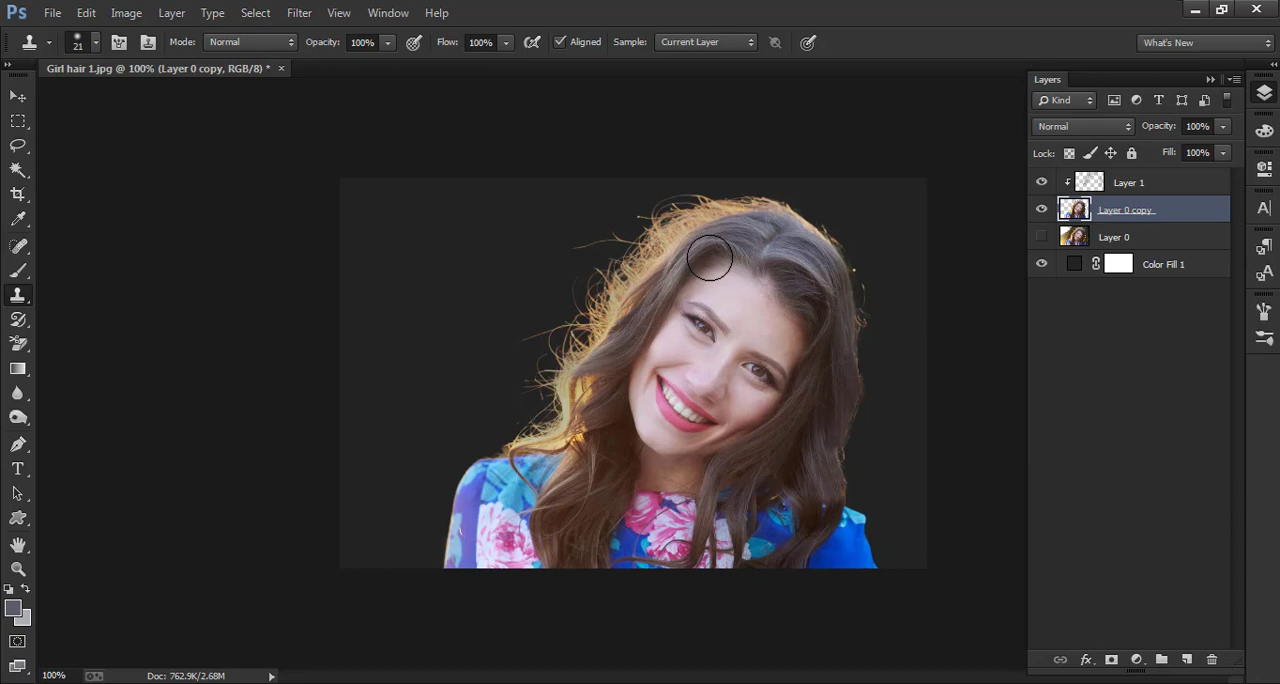 Ps File Edit Image Layer Type Select Filter View Window Help
21 Mode: Normal Opacity: 100% Flow: 100% Aligned Sample: Current Layer What's New
Girl hair 1.jpg @ 100% (Layer 0 copy, RGB/8) * ×
Layers
Kind
Normal Opacity: 100%
Lock: Fill: 100%
Layer 1
Layer 0 copy
Layer 0
Color Fill 1
100% Doc: 762.9K/2.68M